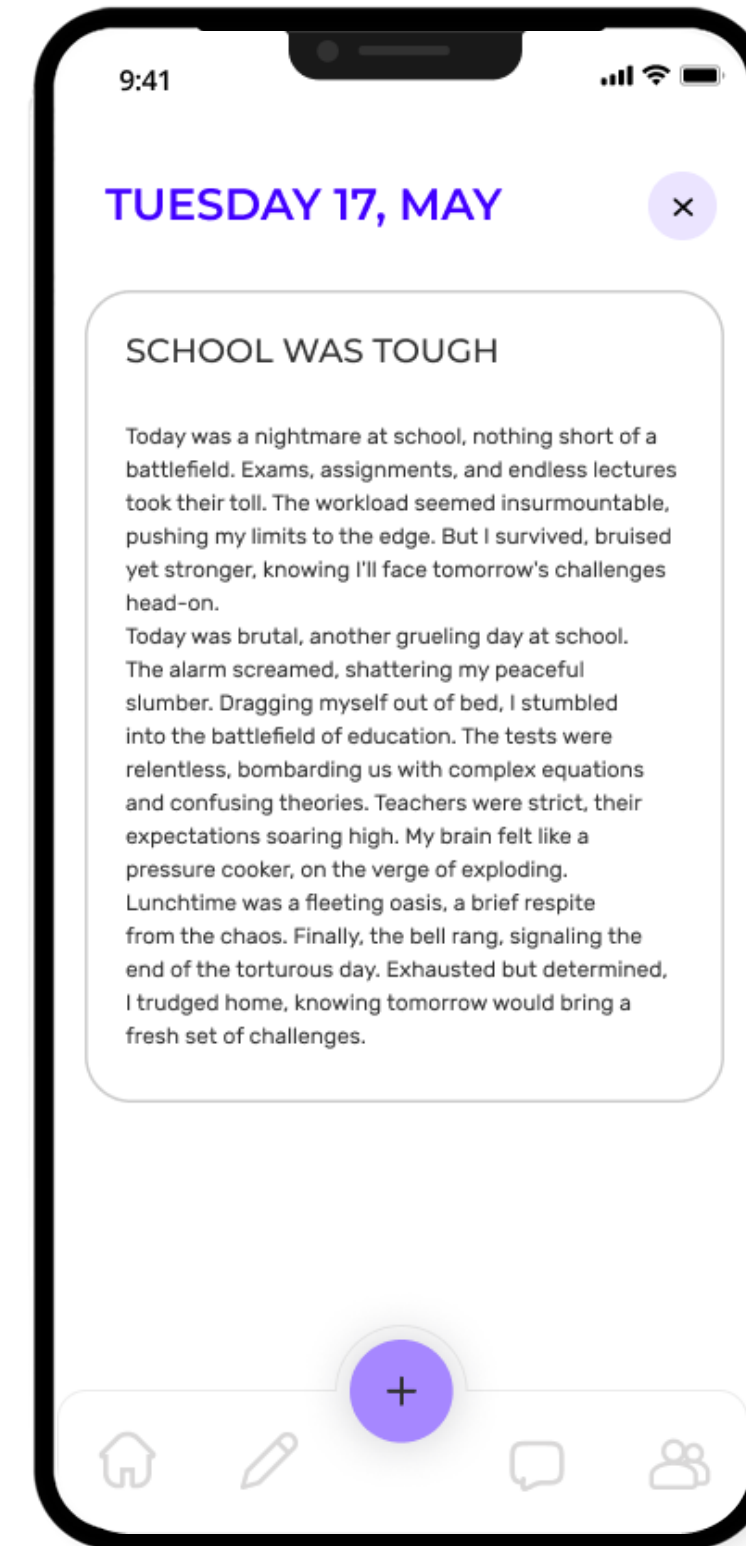 9:41
TUESDAY 17, MAY
SCHOOL WAS TOUGH
Today was a nightmare at school, nothing short of a
battlefield. Exams, assignments, and endless lectures
took their toll. The workload seemed insurmountable,
pushing my limits to the edge. But I survived, bruised
yet stronger, knowing I'll face tomorrow's challenges
head-on.
Today was brutal, another grueling day at school.
The alarm screamed, shattering my peaceful
slumber. Dragging myself out of bed, I stumbled
into the battlefield of education. The tests were
relentless, bombarding us with complex equations
and confusing theories. Teachers were strict, their
expectations soaring high. My brain felt like a
pressure cooker, on the verge of exploding.
Lunchtime was a fleeting oasis, a brief respite
from the chaos. Finally, the bell rang, signaling the
end of the torturous day. Exhausted but determined,
I trudged home, knowing tomorrow would bring a
fresh set of challenges.